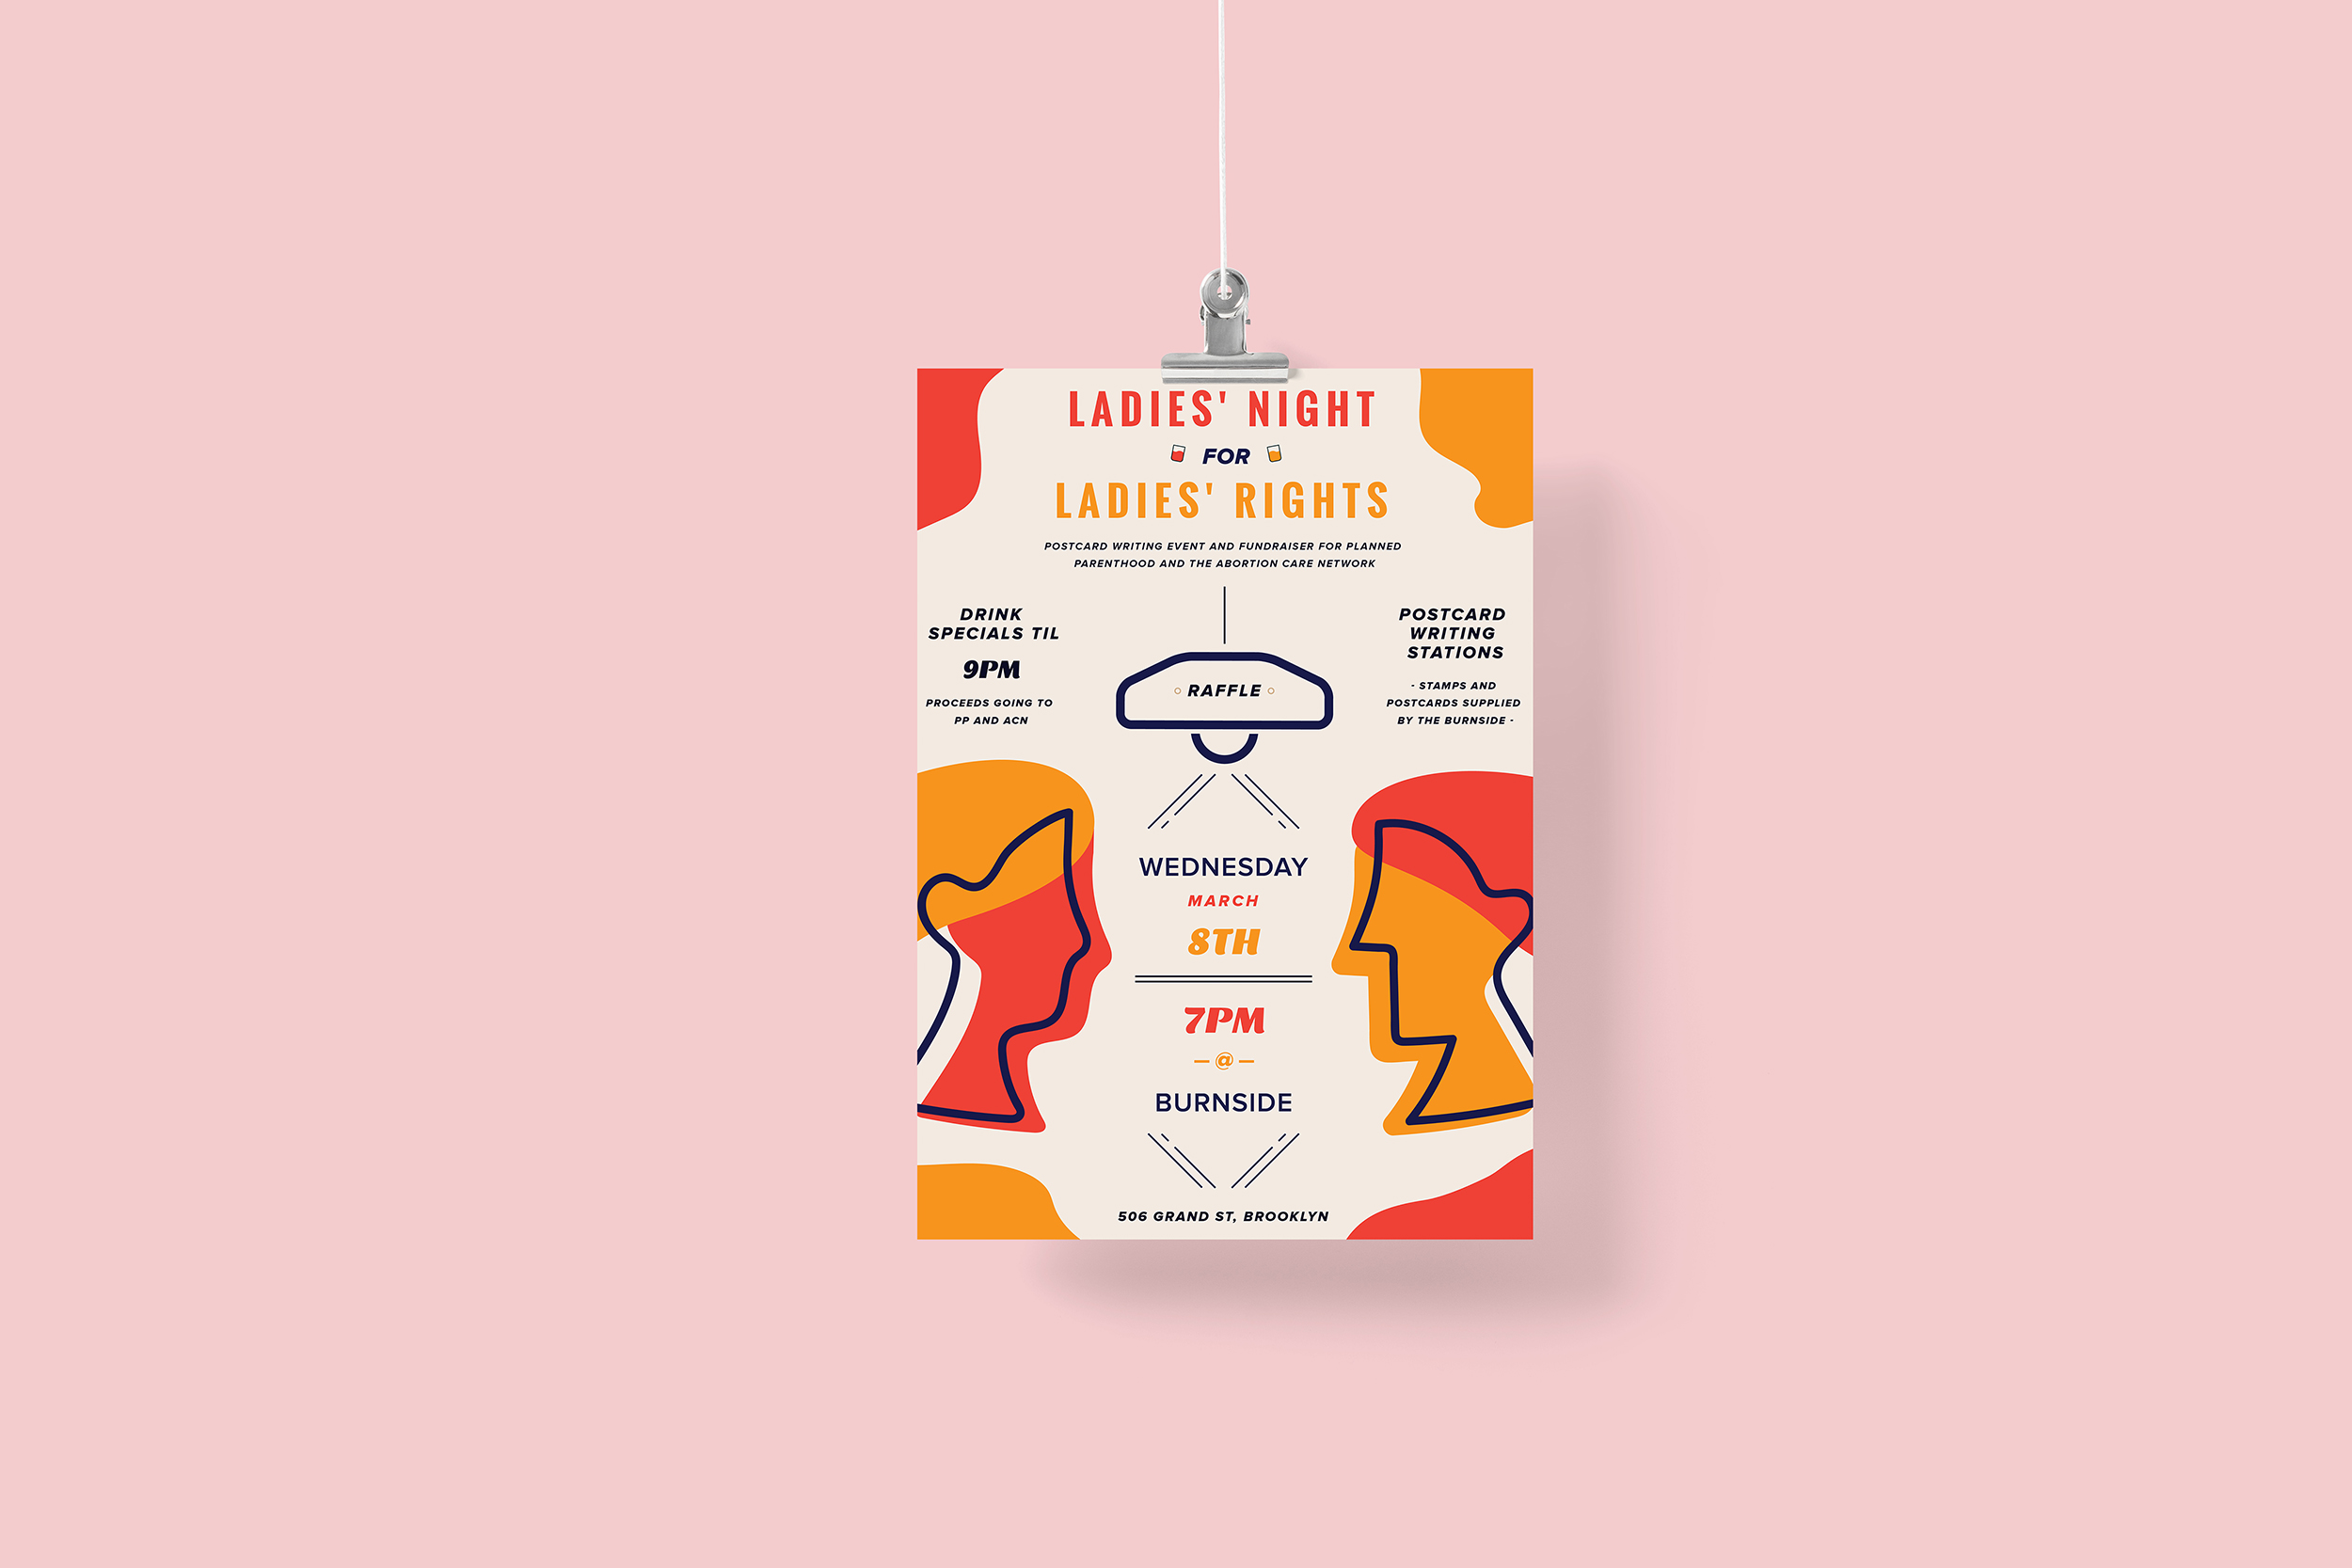 LADIES' NIGHT
FOR
LADIES' RIGHTS
POSTCARD WRITING EVENT AND FUNDRAISER FOR PLANNED
PARENTHOOD AND THE ABORTION CARE NETWORK
DRINK
SPECIALS TIL
9PM
PROCEEDS GOING TO
PP AND ACN
RAFFLE
POSTCARD
WRITING
STATIONS
- STAMPS AND
POSTCARDS SUPPLIED
BY THE BURNSIDE -
WEDNESDAY
MARCH
8TH
7PM
— @ —
BURNSIDE
506 GRAND ST, BROOKLYN